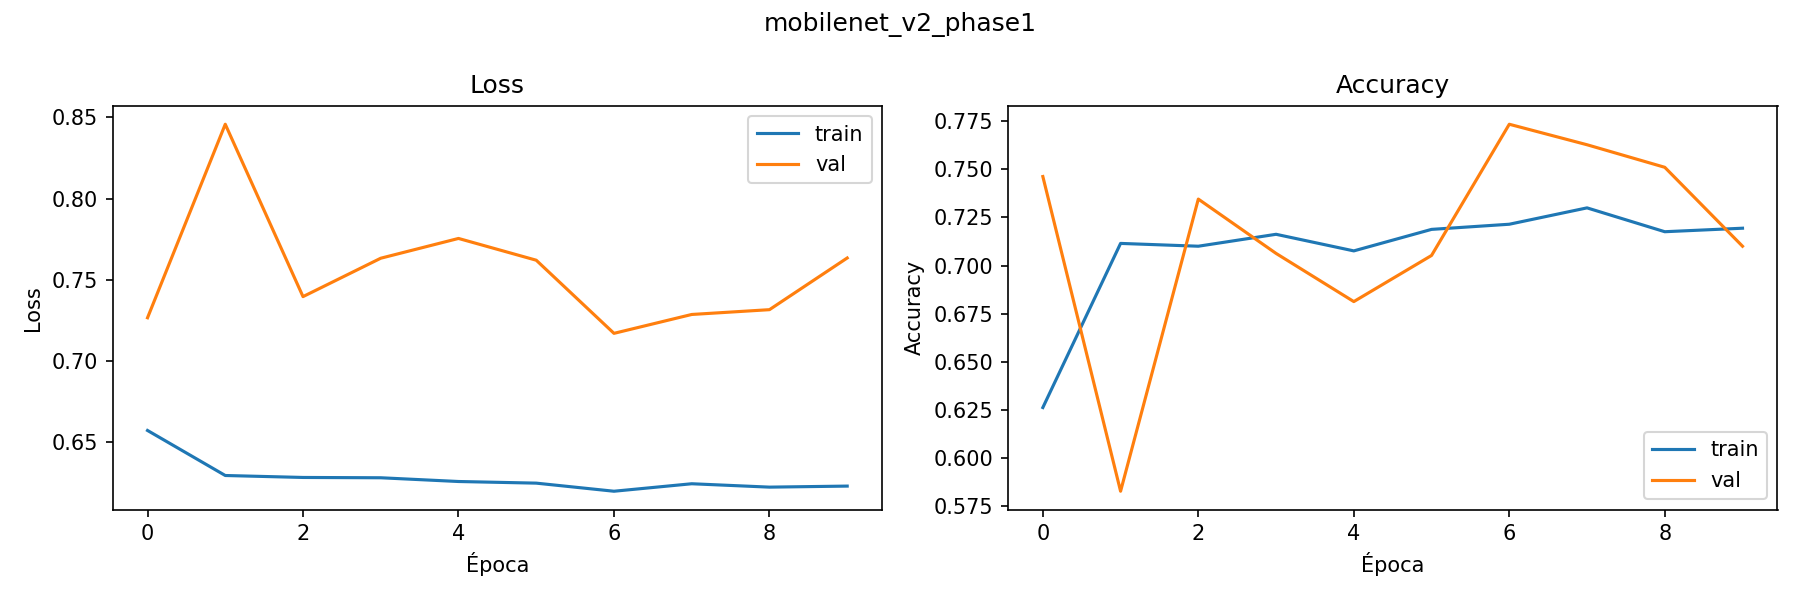 mobilenet_v2_phase1
Loss
0.85
0.80
0.75
0.70
0.65
Loss
0 2 4 6 8
Época
train
val
Accuracy
0.775
0.750
0.725
0.700
0.675
0.650
0.625
0.600
0.575
Accuracy
0 2 4 6 8
Época
train
val